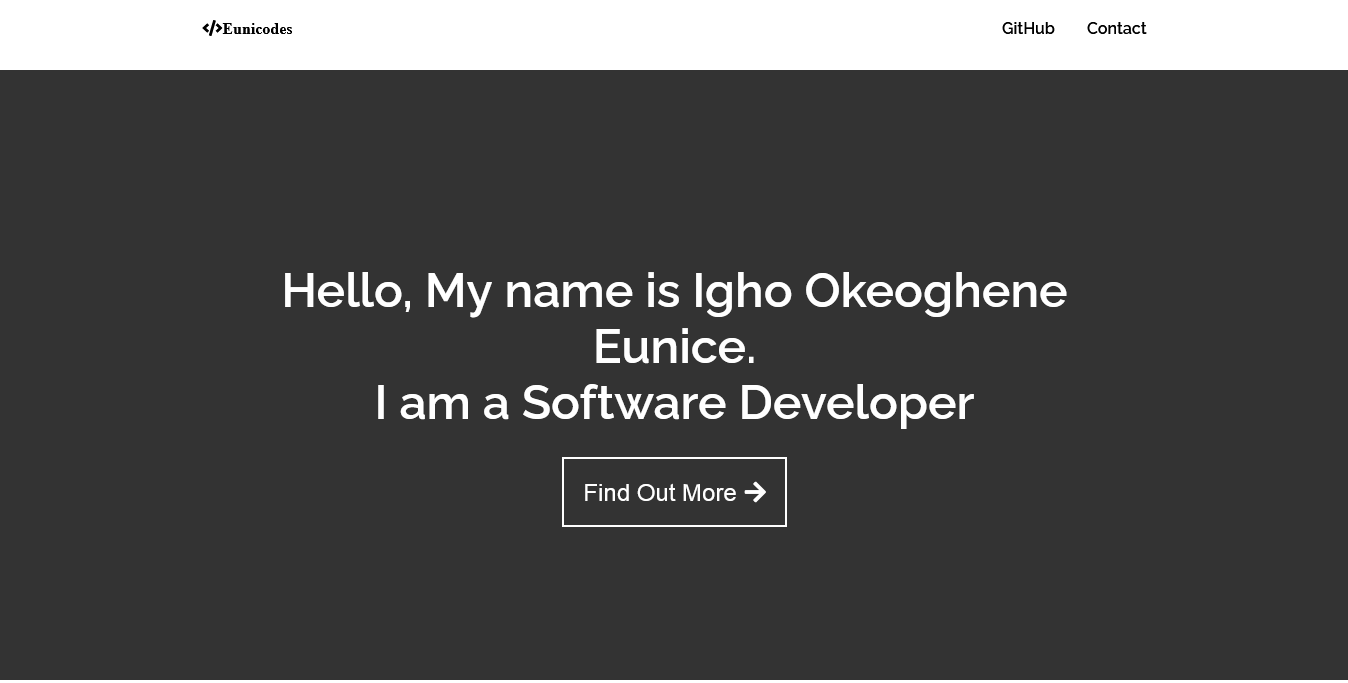 Eunicodes
GitHub
Contact
Hello, My name is Igho Okeoghene
Eunice.
I am a Software Developer
Find Out More